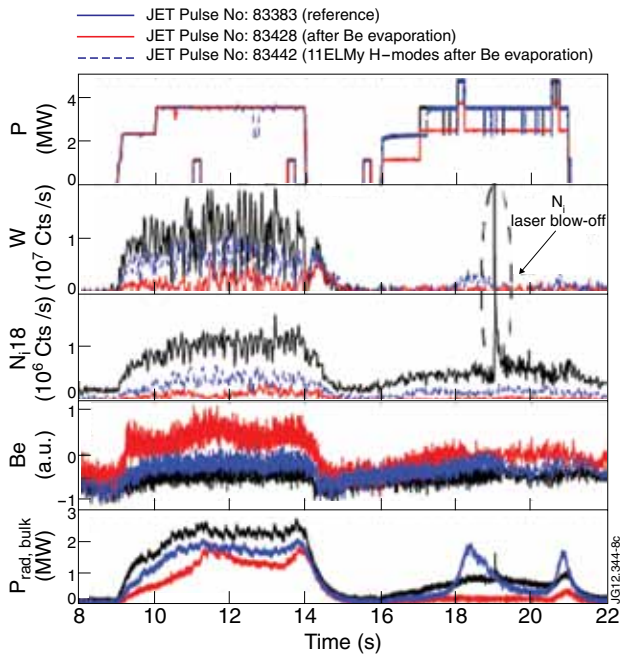 JET Pulse No: 83383 (reference)
JET Pulse No: 83428 (after Be evaporation)
JET Pulse No: 83442 (11ELMy H−modes after Be evaporation)
P
(MW)
4
2
0
W
(10⁷ Cts /s)
1
0
Nᵢ
laser blow-off
Nᵢ18
(10⁶ Cts /s)
1
0
Be
(a.u.)
1
0
−1
P rad, bulk
(MW)
3
2
1
0
8 10 12 14 16 18 20 22
Time (s)
JG12.344-8c